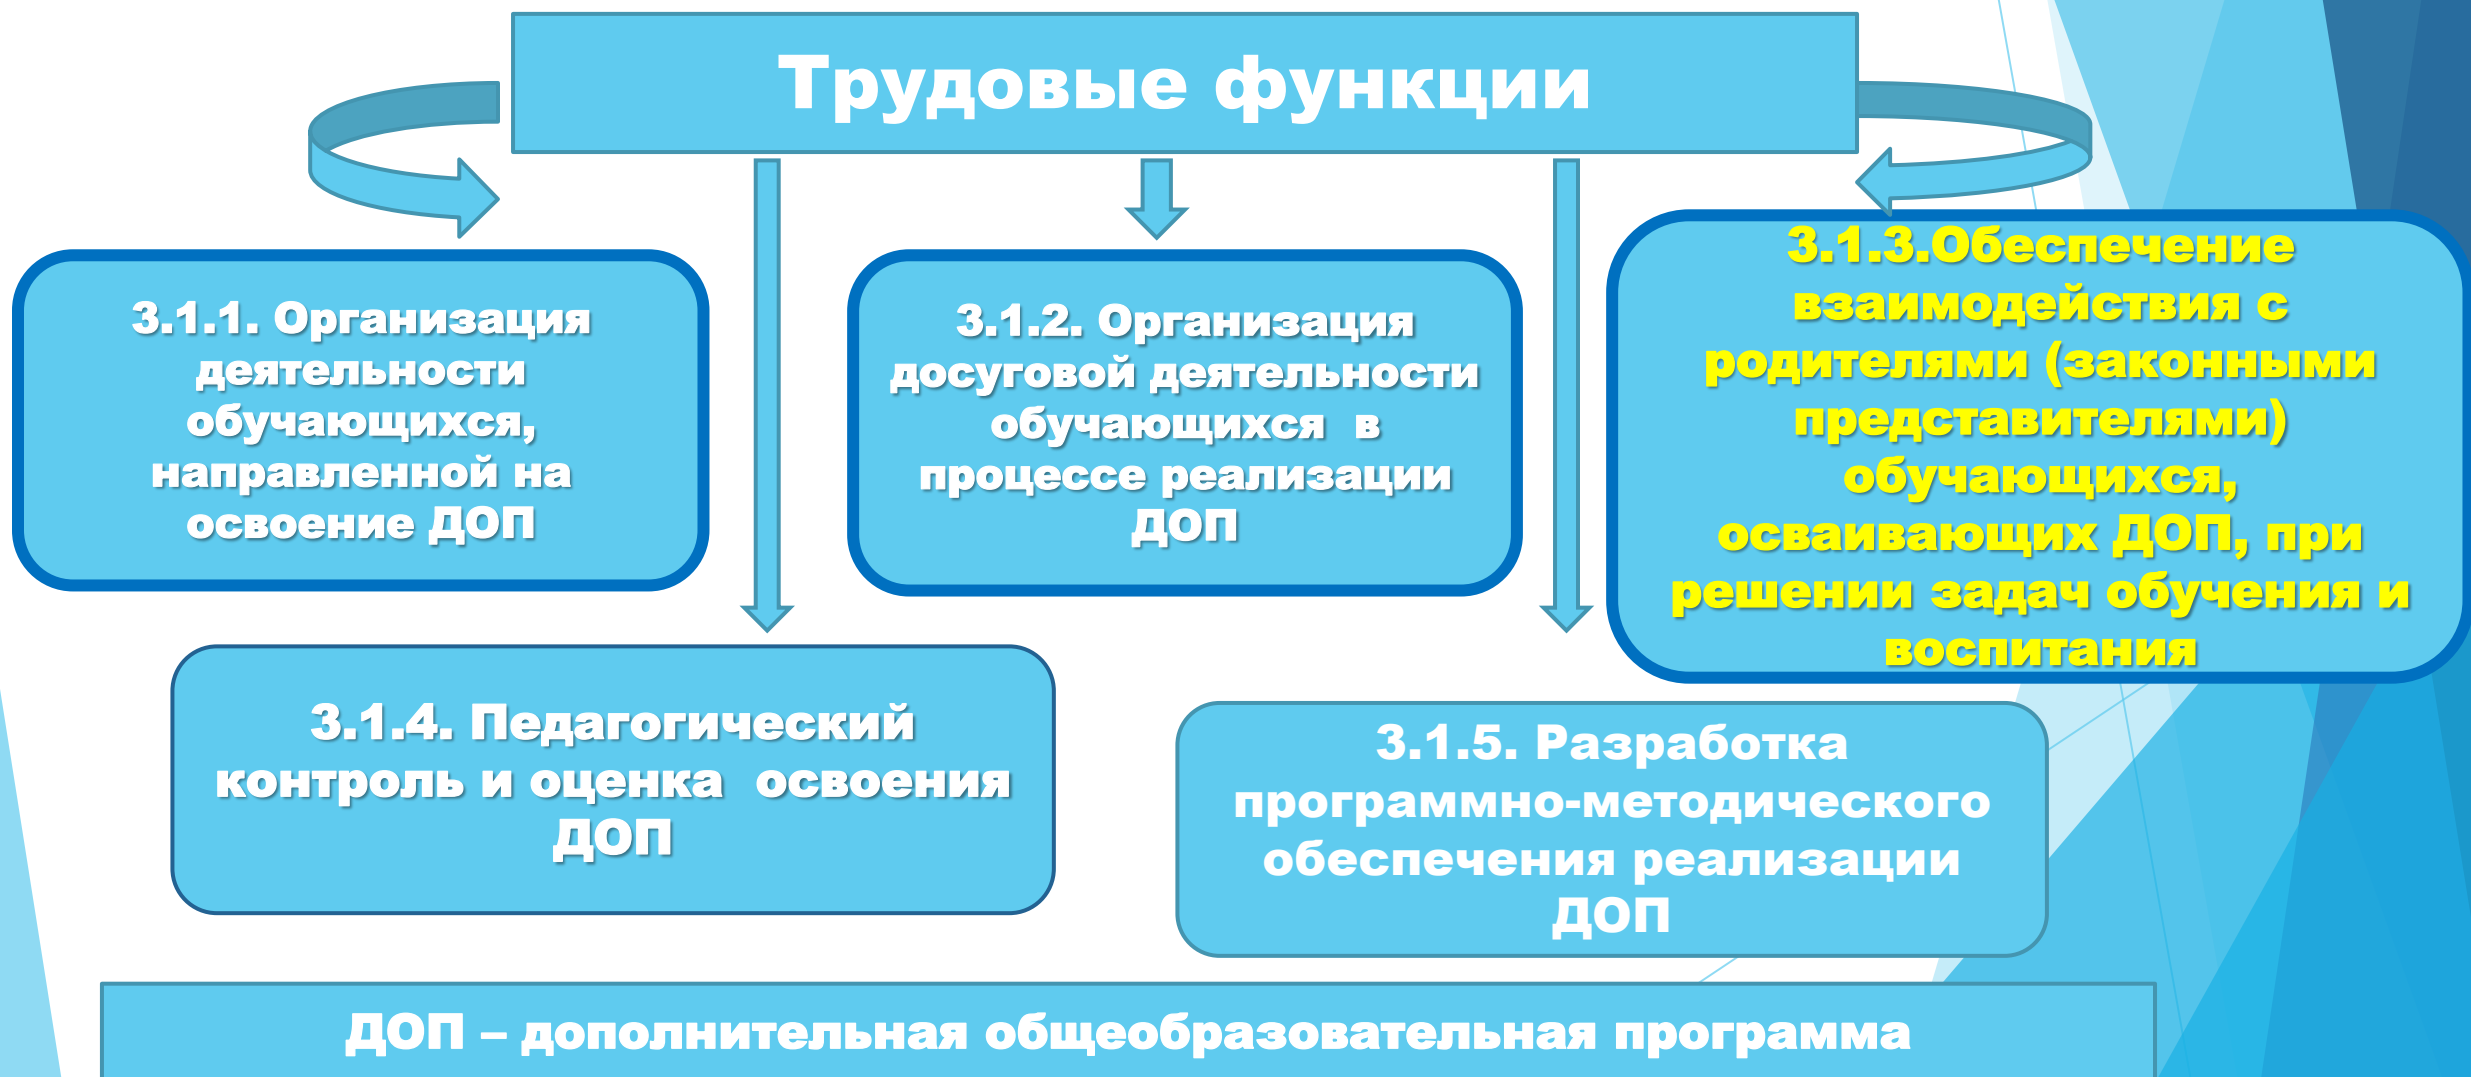 Трудовые функции
3.1.1. Организация
деятельности
обучающихся,
направленной на
освоение ДОП
3.1.2. Организация
досуговой деятельности
обучающихся  в
процессе реализации
ДОП
3.1.3.Обеспечение
взаимодействия с
родителями (законными
представителями)
обучающихся,
осваивающих ДОП, при
решении задач обучения и
воспитания
3.1.4. Педагогический
контроль и оценка  освоения
ДОП
3.1.5. Разработка
программно-методического
обеспечения реализации
ДОП
ДОП – дополнительная общеобразовательная программа